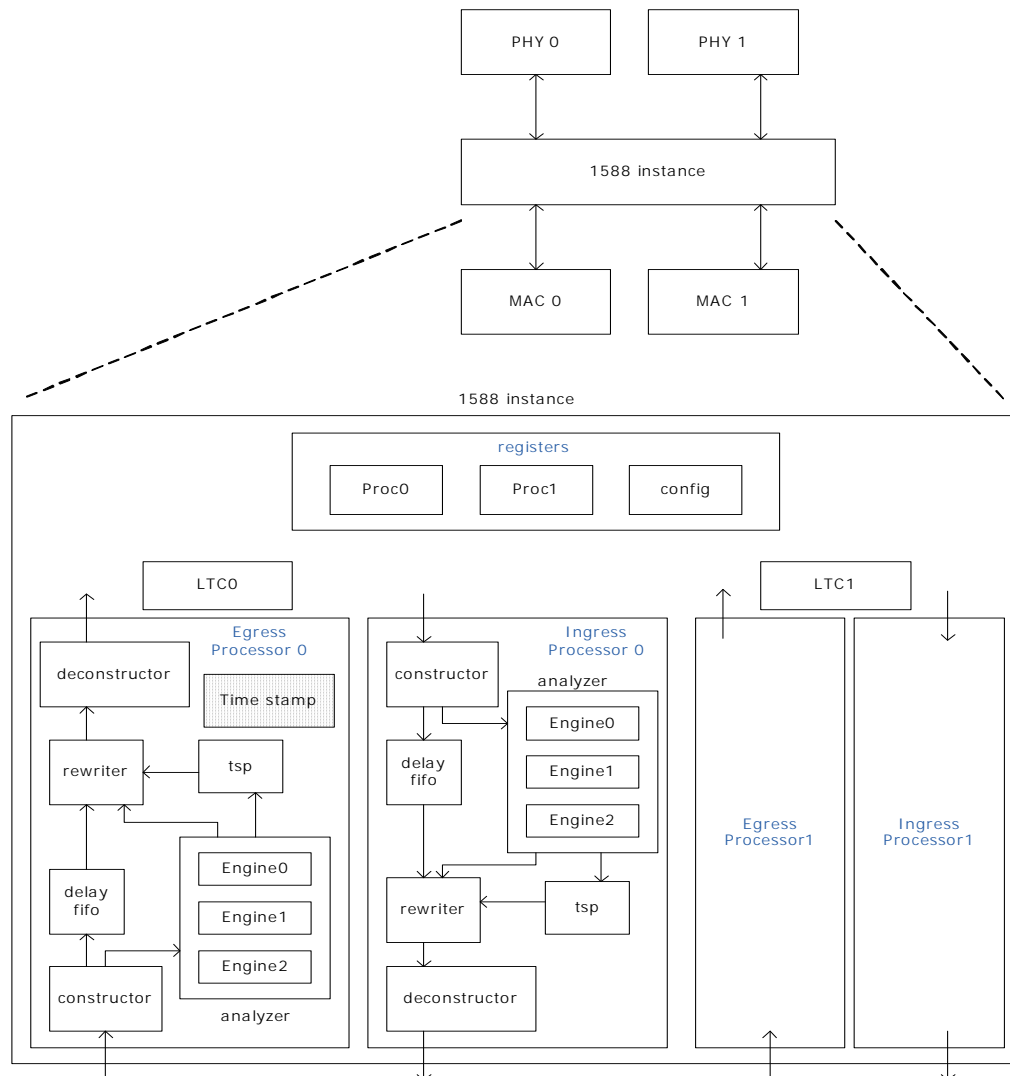 PHY 0
PHY 1
1588 instance
MAC 0
MAC 1
1588 instance
registers
Proc0
Proc1
config
LTC0
LTC1
Egress
Processor 0
deconstructor
Time stamp
rewriter
tsp
Engine0
Engine1
Engine2
delay
fifo
constructor
analyzer
Ingress
Processor 0
constructor
analyzer
Engine0
Engine1
Engine2
delay
fifo
rewriter
tsp
deconstructor
Egress
Processor1
Ingress
Processor1